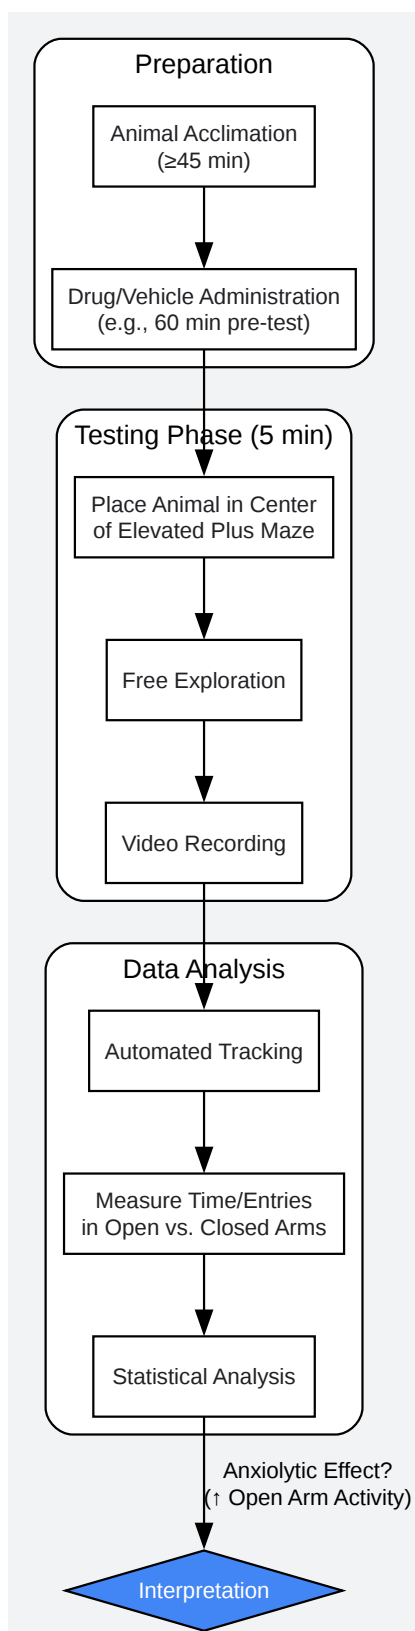 Preparation
Animal Acclimation
(≥45 min)
Drug/Vehicle Administration
(e.g., 60 min pre-test)
Testing Phase (5 min)
Place Animal in Center
of Elevated Plus Maze
Free Exploration
Video Recording
Data Analysis
Automated Tracking
Measure Time/Entries
in Open vs. Closed Arms
Statistical Analysis
Anxiolytic Effect?
(↑ Open Arm Activity)
Interpretation